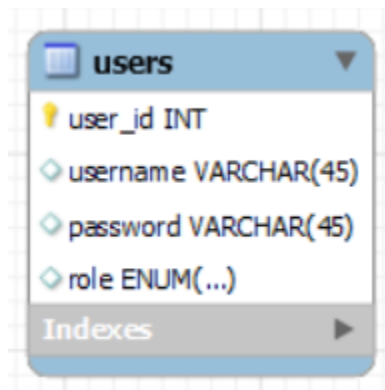 users
user_id INT
username VARCHAR(45)
password VARCHAR(45)
role ENUM(...)
Indexes